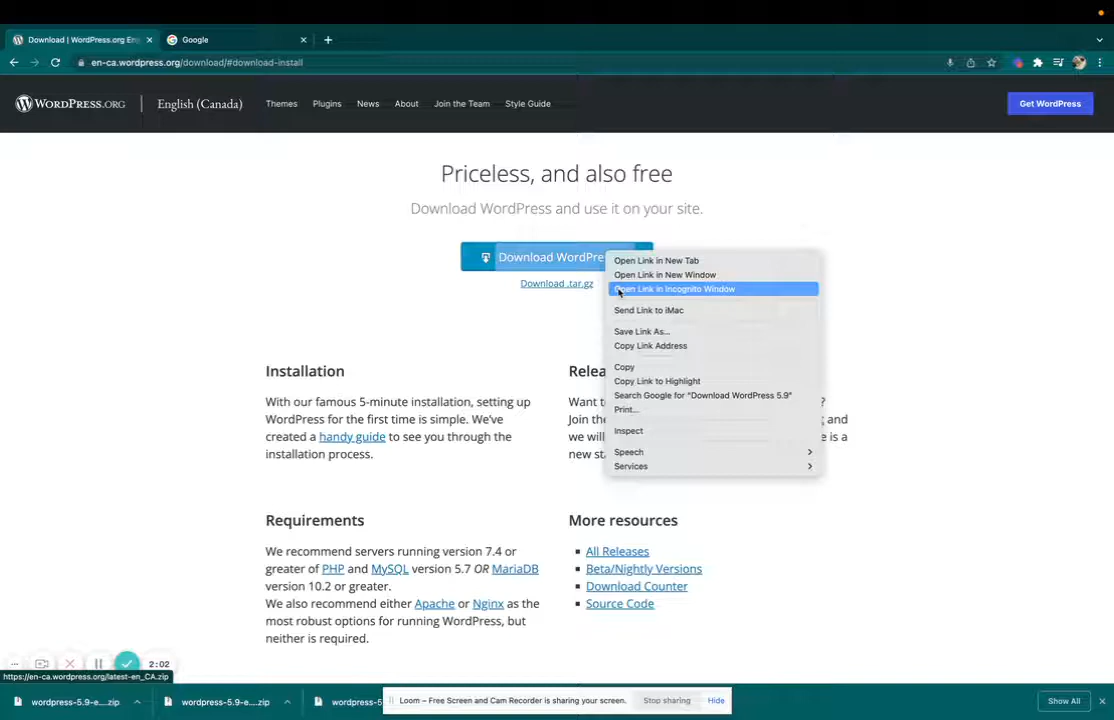 Download | WordPress.org En
Google
en-ca.wordpress.org/download/#download-install
WORDPRESS.ORG
English (Canada)
Themes
Plugins
News
About
Join the Team
Style Guide
Get WordPress
Priceless, and also free
Download WordPress and use it on your site.
Download WordPre
Download .tar.gz
Open Link in New Tab
Open Link in New Window
Open Link in Incognito Window
Send Link to iMac
Save Link As...
Copy Link Address
Copy
Copy Link to Highlight
Search Google for "Download WordPress 5.9"
Print...
Inspect
Speech
Services
Installation
With our famous 5-minute installation, setting up
WordPress for the first time is simple. We've
created a handy guide to see you through the
installation process.
Relea
Want t ?
Join the and
we will e is a
new sta
Requirements
We recommend servers running version 7.4 or
greater of PHP and MySQL version 5.7 OR MariaDB
version 10.2 or greater.
We also recommend either Apache or Nginx as the
most robust options for running WordPress, but
neither is required.
More resources
All Releases
Beta/Nightly Versions
Download Counter
Source Code
2:02
https://en-ca.wordpress.org/latest-en_CA.zip
wordpress-5.9-e....zip
wordpress-5.9-e....zip
wordpress-5
Loom – Free Screen and Cam Recorder is sharing your screen.
Stop sharing
Hide
Show All